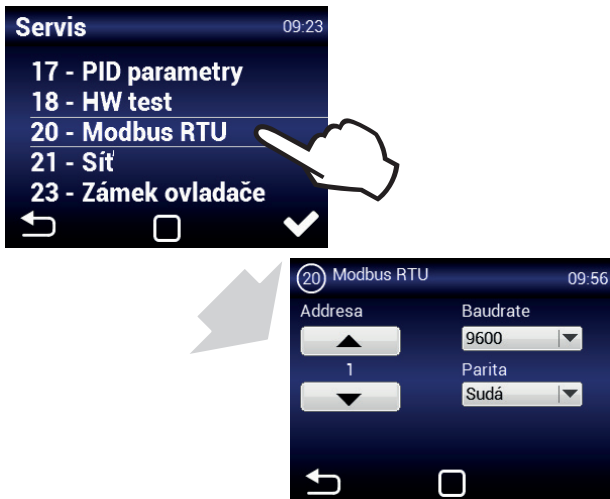 Servis 09:23
17 - PID parametry
18 - HW test
20 - Modbus RTU
21 - Síť
23 - Zámek ovladače
20 Modbus RTU 09:56
Addresa Baudrate
9600
1 Parita
Sudá